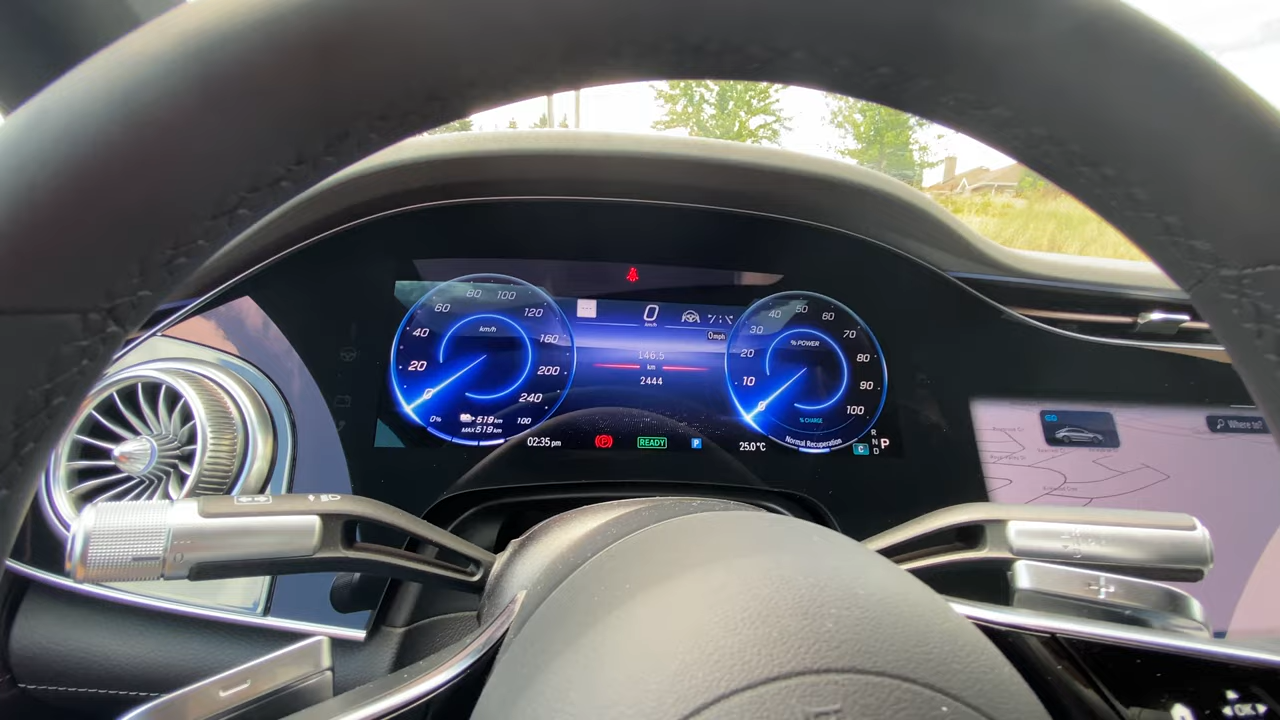 80 100
60 120
40 160
20 200
0 240
km/h
0% 519 km 100
MAX 519 km
0
km/h
0mph
146.5
km
2444
40 50 60
30 70
20 80
10 90
0 100
% POWER
% CHARGE
Normal Recuperation
02:35 pm
READY
P
25.0°C
C
R
N
D
P
Where to?
OK